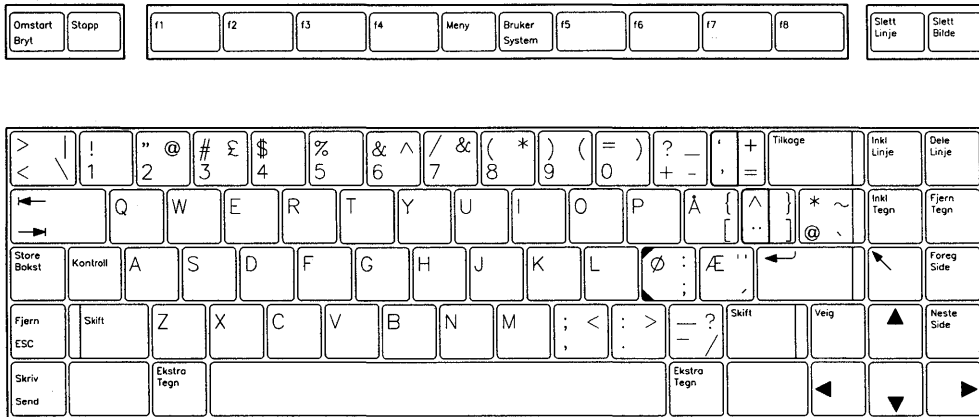 Omstart Stopp f1 f2 f3 f4 Meny Bruker f5 f6 f7 f8 Slett Slett
Bryt System Linje Bilde
> | ! " @ # £ $ % & ^ / & ( * ) ( = ) ? _ ‘ + Tilkoge Inkl Dele
< \ 1 2 3 4 5 6 7 8 9 0 + - ’ = Linje Linje
Q W E R T Y U I O P Å { ^ } * ~ Inkl Fjern
[ ¨ ] @ ` Tegn Tegn
Store Kontroll A S D F G H J K L Ø : Æ " Foreg
Bokst ; ´ Side
Fjern Skift Z X C V B N M ; < : > — ? Skift Veig Neste
ESC , . - / Side
Skriv Ekstra Ekstra
Send Tegn Tegn